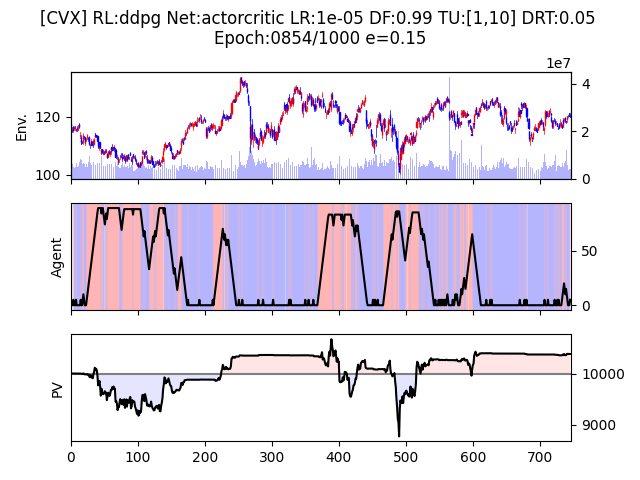 [CVX] RL:ddpg Net:actorcritic LR:1e-05 DF:0.99 TU:[1,10] DRT:0.05
Epoch:0854/1000 e=0.15
1e7
Env.
120
100
4
2
0
Agent
50
0
PV
10000
9000
0 100 200 300 400 500 600 700